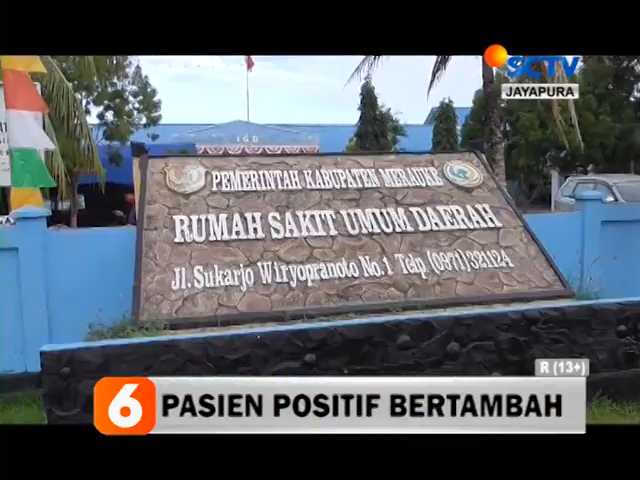 SCTV
JAYAPURA
IGD
PEMERINTAH KABUPATEN MERAUKE
RUMAH SAKIT UMUM DAERAH
Jl. Sukarjo Wiryopranoto No. 1 Telp. (0971) 321124
R (13+)
6 PASIEN POSITIF BERTAMBAH